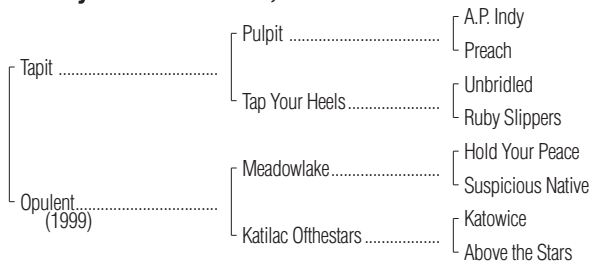 A.P. Indy
Pulpit ........................................
Preach
Tapit ..........................................
Unbridled
Tap Your Heels........................
Ruby Slippers
Hold Your Peace
Meadowlake.............................
Suspicious Native
Opulent......................................
(1999)
Katowice
Katilac Ofthestars ...................
Above the Stars